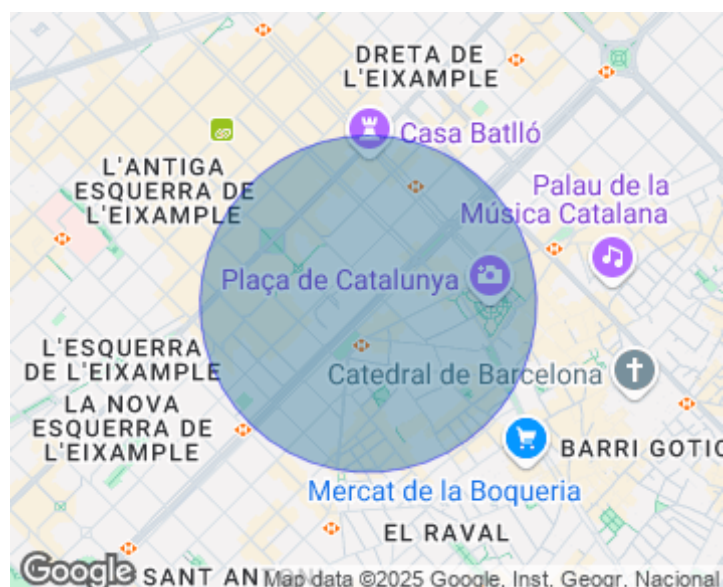 DRETA DE
L'EIXAMPLE
Casa Batlló
L'ANTIGA
ESQUERRA DE
L'EIXAMPLE
Palau de la
Música Catalana
Plaça de Catalunya
L'ESQUERRA
DE L'EIXAMPLE
Catedral de Barcelona
LA NOVA
ESQUERRA DE
L'EIXAMPLE
BARRI GOTIC
Mercat de la Boqueria
EL RAVAL
Google
SANT ANTONI
Map data ©2025 Google, Inst. Geogr. Nacional